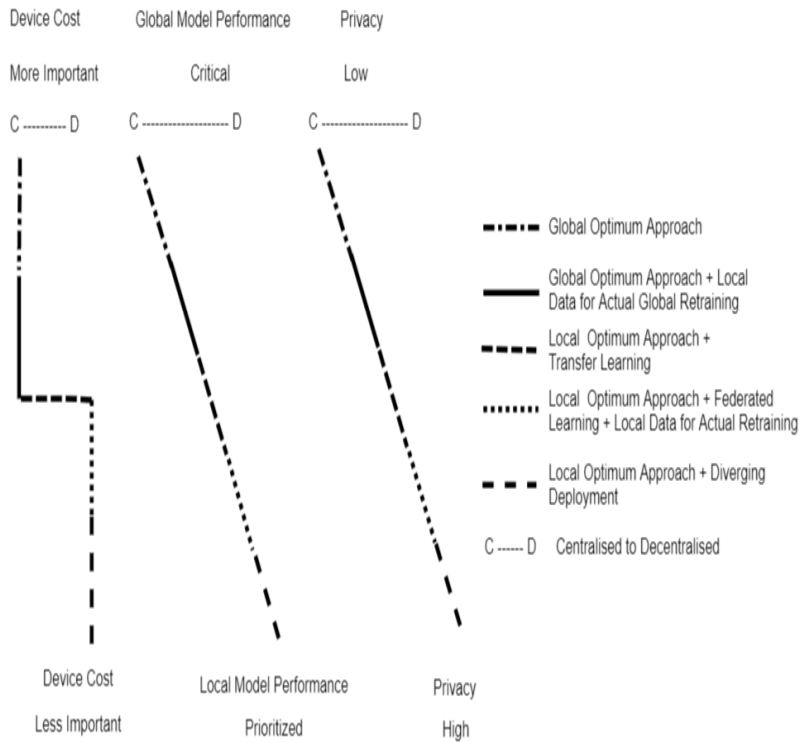 Device Cost
Global Model Performance
Privacy
More Important
Critical
Low
C ---------- D
C -------------------- D
C -------------------- D
Global Optimum Approach
Global Optimum Approach + Local
Data for Actual Global Retraining
Local Optimum Approach +
Transfer Learning
Local Optimum Approach + Federated
Learning + Local Data for Actual Retraining
Local Optimum Approach + Diverging
Deployment
C ------ D Centralised to Decentralised
Device Cost
Local Model Performance
Privacy
Less Important
Prioritized
High